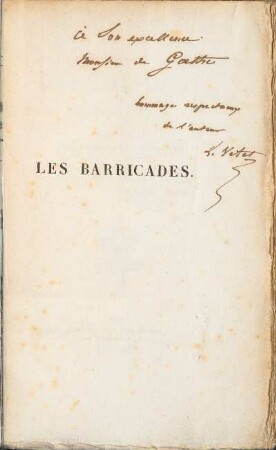 à Son excellence
Monsieur de Goethe
hommage respectueux
de l'auteur
L. Vitet
LES BARRICADES.